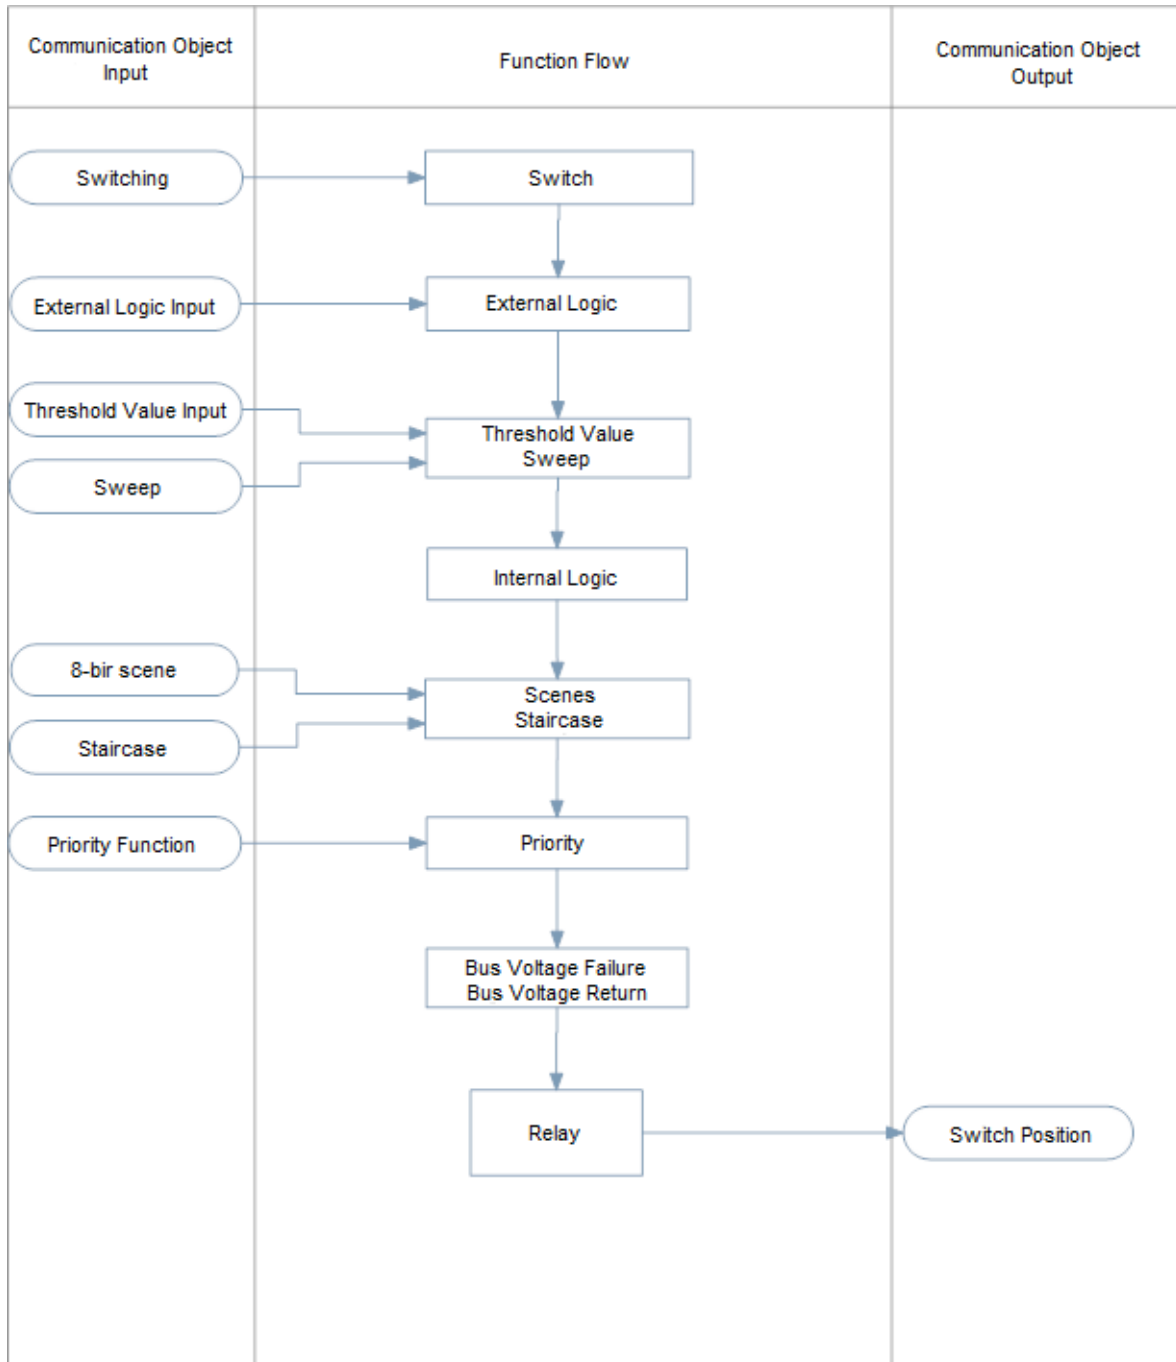 Communication Object
Input
Function Flow
Communication Object
Output
Switching
Switch
External Logic Input
External Logic
Threshold Value Input
Threshold Value
Sweep
Sweep
Internal Logic
8-bir scene
Scenes
Staircase
Staircase
Priority Function
Priority
Bus Voltage Failure
Bus Voltage Return
Relay
Switch Position